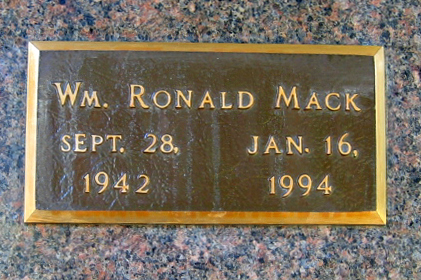 Wm. Ronald Mack
Sept. 28, Jan. 16,
1942 1994